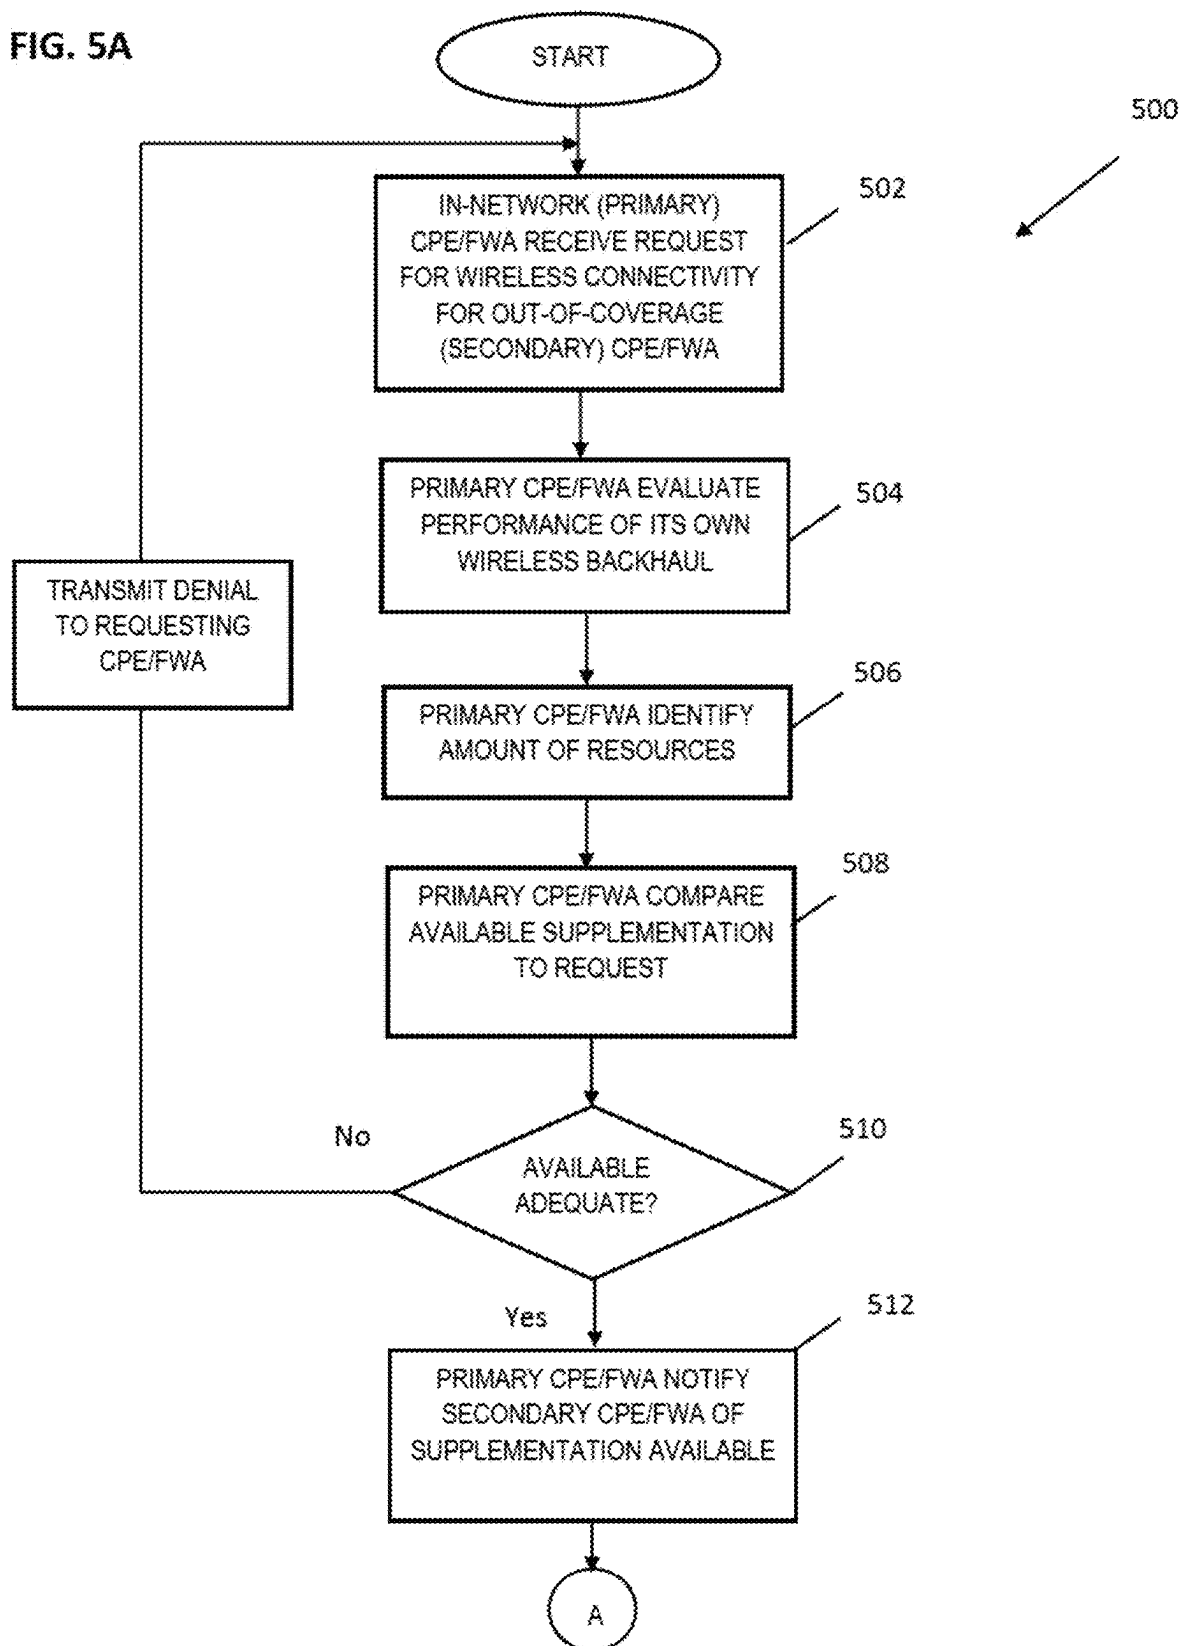 FIG. 5A
START
500
IN-NETWORK (PRIMARY)
CPE/FWA RECEIVE REQUEST
FOR WIRELESS CONNECTIVITY
FOR OUT-OF-COVERAGE
(SECONDARY) CPE/FWA
502
PRIMARY CPE/FWA EVALUATE
PERFORMANCE OF ITS OWN
WIRELESS BACKHAUL
504
TRANSMIT DENIAL
TO REQUESTING
CPE/FWA
PRIMARY CPE/FWA IDENTIFY
AMOUNT OF RESOURCES
506
PRIMARY CPE/FWA COMPARE
AVAILABLE SUPPLEMENTATION
TO REQUEST
508
No
AVAILABLE
ADEQUATE?
510
Yes
PRIMARY CPE/FWA NOTIFY
SECONDARY CPE/FWA OF
SUPPLEMENTATION AVAILABLE
512
A